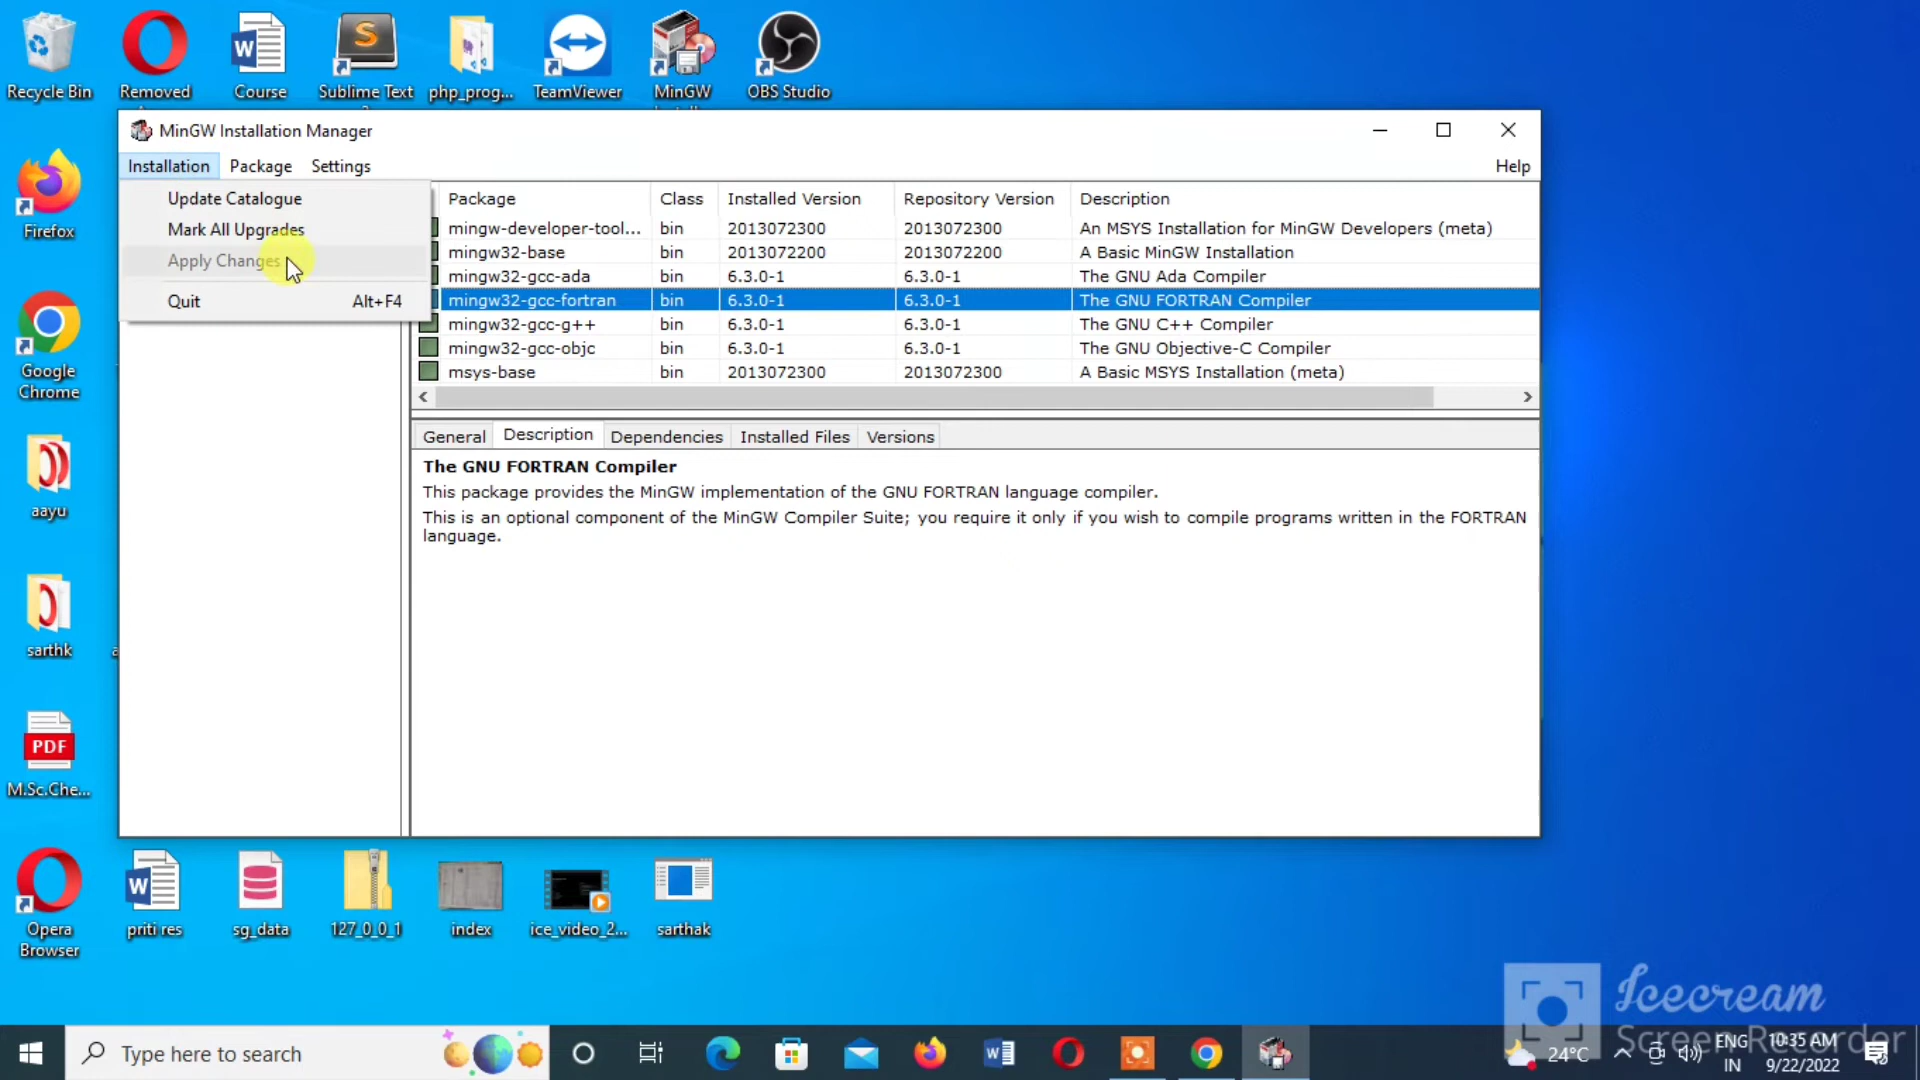 Recycle Bin
Removed
Course
Sublime Text
php_prog...
TeamViewer
MinGW
OBS Studio
MinGW Installation Manager
Installation Package Settings
Help
Update Catalogue
Mark All Upgrades
Apply Changes
Quit Alt+F4
Package Class Installed Version Repository Version Description
mingw-developer-tool... bin 2013072300 2013072300 An MSYS Installation for MinGW Developers (meta)
mingw32-base bin 2013072200 2013072200 A Basic MinGW Installation
mingw32-gcc-ada bin 6.3.0-1 6.3.0-1 The GNU Ada Compiler
mingw32-gcc-fortran bin 6.3.0-1 6.3.0-1 The GNU FORTRAN Compiler
mingw32-gcc-g++ bin 6.3.0-1 6.3.0-1 The GNU C++ Compiler
mingw32-gcc-objc bin 6.3.0-1 6.3.0-1 The GNU Objective-C Compiler
msys-base bin 2013072300 2013072300 A Basic MSYS Installation (meta)
General Description Dependencies Installed Files Versions
The GNU FORTRAN Compiler
This package provides the MinGW implementation of the GNU FORTRAN language compiler.
This is an optional component of the MinGW Compiler Suite; you require it only if you wish to compile programs written in the FORTRAN
language.
Firefox
Google
Chrome
aayu
sarthk
PDF
M.Sc.Che...
Opera
Browser
priti res
sg_data
127_0_0_1
index
ice_video_2...
sarthak
Icecream
Screen Recorder
Type here to search
24°C
ENG
IN
10:35 AM
9/22/2022